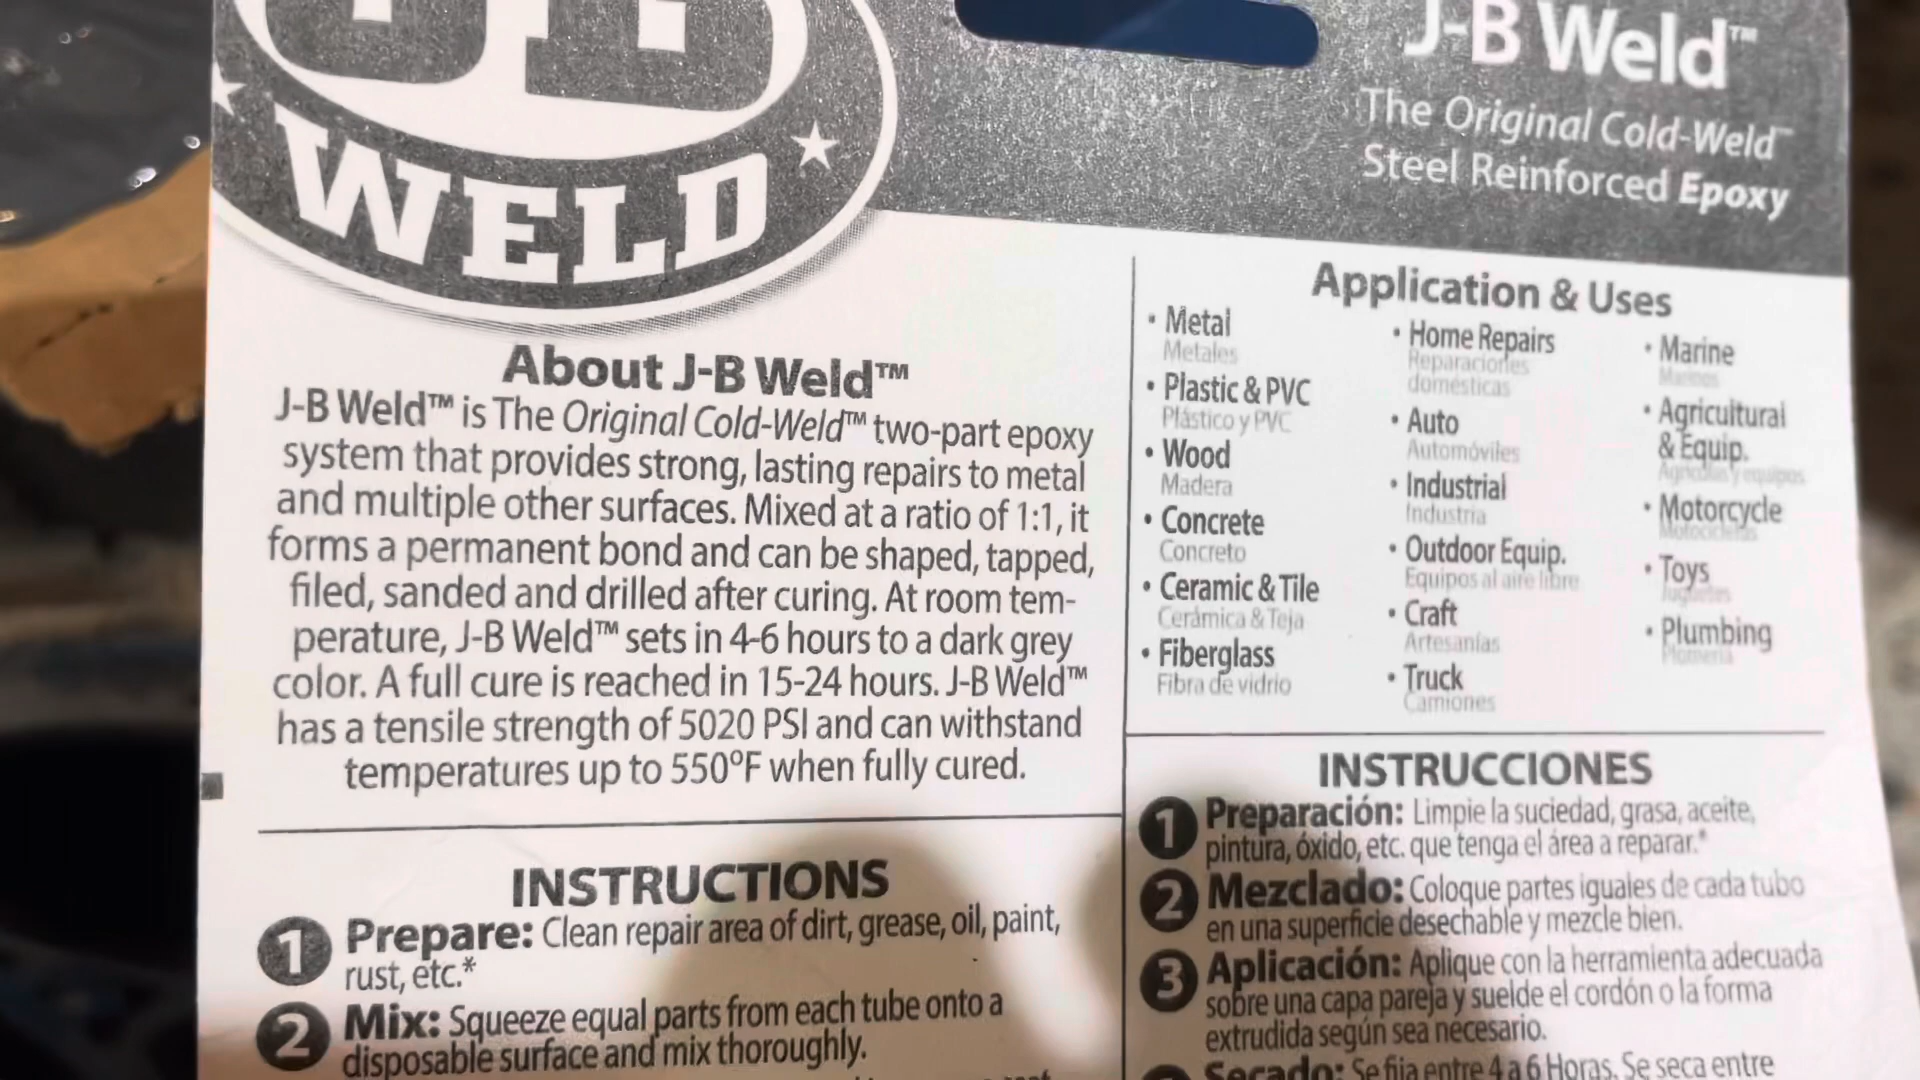 WELD
J-B Weld™
The Original Cold-Weld™
Steel Reinforced Epoxy
About J-B Weld™
J-B Weld™ is The Original Cold-Weld™ two-part epoxy
system that provides strong, lasting repairs to metal
and multiple other surfaces. Mixed at a ratio of 1:1, it
forms a permanent bond and can be shaped, tapped,
filed, sanded and drilled after curing. At room tem-
perature, J-B Weld™ sets in 4-6 hours to a dark grey
color. A full cure is reached in 15-24 hours. J-B Weld™
has a tensile strength of 5020 PSI and can withstand
temperatures up to 550ºF when fully cured.
INSTRUCTIONS
1 Prepare: Clean repair area of dirt, grease, oil, paint,
rust, etc.*
2 Mix: Squeeze equal parts from each tube onto a
disposable surface and mix thoroughly.
Application & Uses
• Metal
Metales
• Plastic & PVC
Plástico y PVC
• Wood
Madera
• Concrete
Concreto
• Ceramic & Tile
Cerámica & Teja
• Fiberglass
Fibra de vidrio
• Home Repairs
Reparaciones
domésticas
• Auto
Automóviles
• Industrial
Industria
• Outdoor Equip.
Equipos al aire libre
• Craft
Artesanías
• Truck
Camiones
• Marine
Marinos
• Agricultural
& Equip.
Agrícolas y equipos
• Motorcycle
Motocicletas
• Toys
Juguetes
• Plumbing
Plomería
INSTRUCCIONES
1 Preparación: Limpie la suciedad, grasa, aceite,
pintura, óxido, etc. que tenga el área a reparar.*
2 Mezclado: Coloque partes iguales de cada tubo
en una superficie desechable y mezcle bien.
3 Aplicación: Aplique con la herramienta adecuada
sobre una capa pareja y suelde el cordón o la forma
extrudida según sea necesario.
Secado: Se fija entre 4 a 6 Horas. Se seca entre